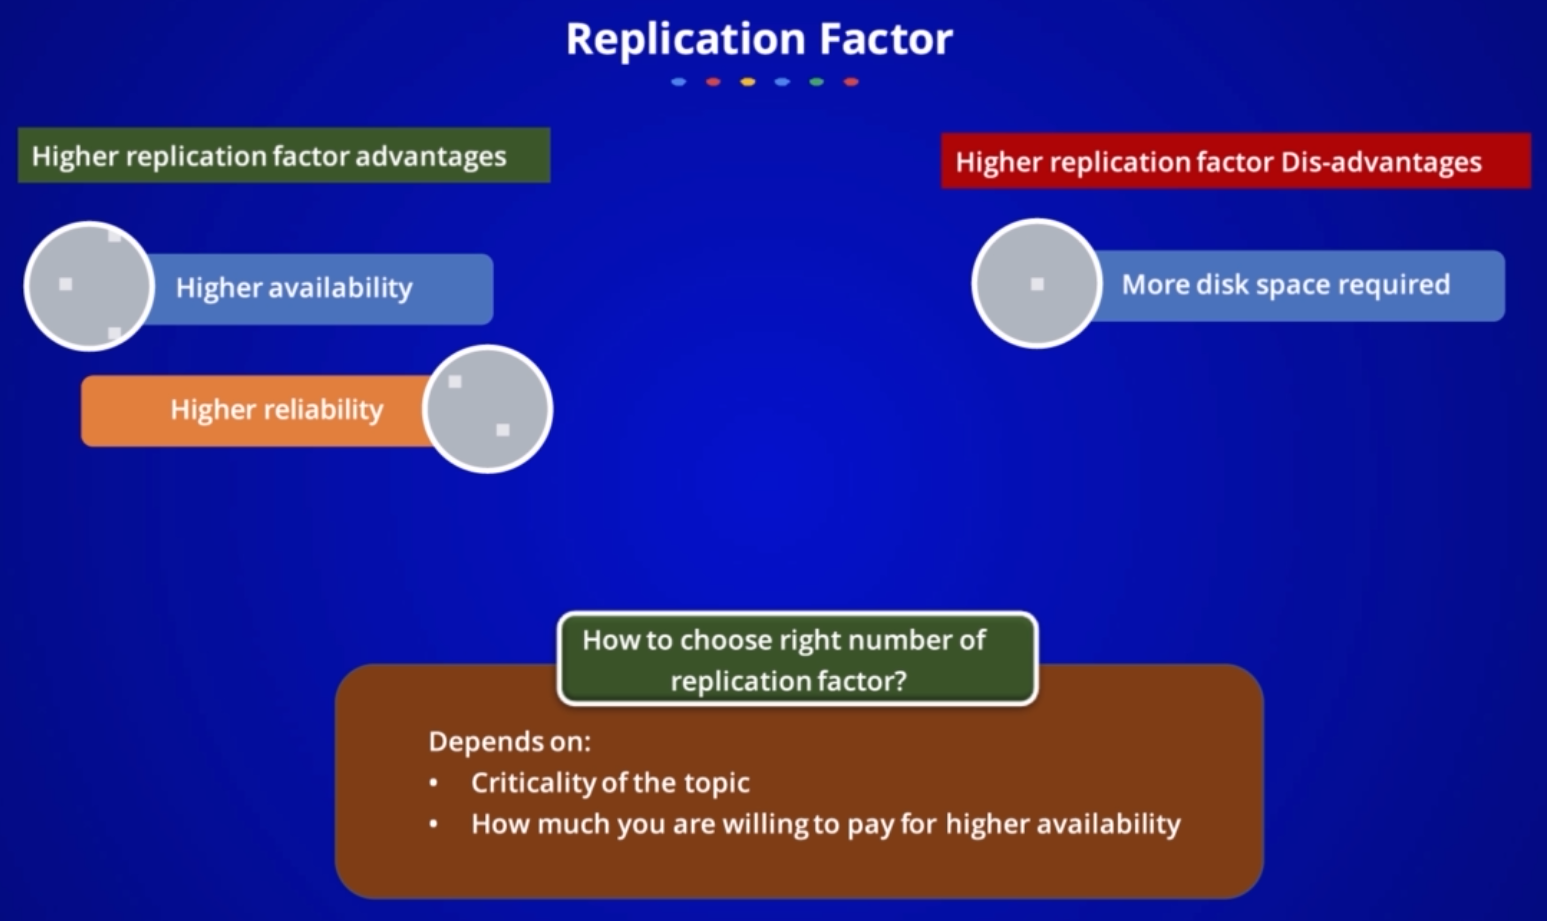 Replication Factor
Higher replication factor advantages
Higher availability
Higher reliability
Higher replication factor Dis-advantages
More disk space required
How to choose right number of
replication factor?
Depends on:
• Criticality of the topic
• How much you are willing to pay for higher availability